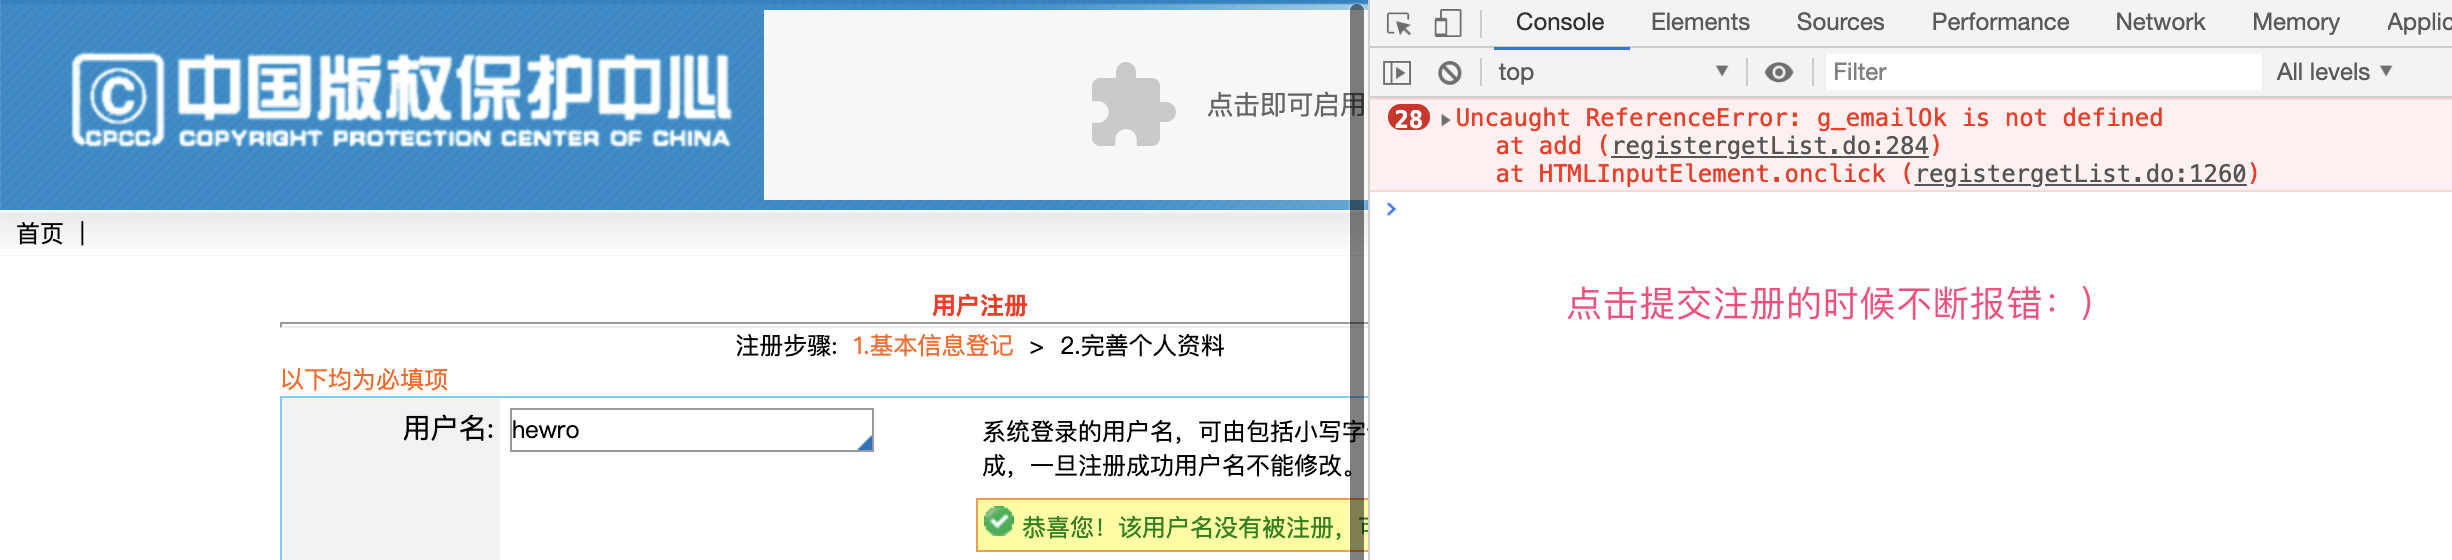 中国版权保护中心
CPCC
COPYRIGHT PROTECTION CENTER OF CHINA
点击即可启用
首页 |
用户注册
注册步骤: 1.基本信息登记 > 2.完善个人资料
以下均为必填项
用户名:
hewro
系统登录的用户名，可由包括小写字
成，一旦注册成功用户名不能修改。
恭喜您！该用户名没有被注册，
Console Elements Sources Performance Network Memory Applic
top
Filter
All levels
28 Uncaught ReferenceError: g_emailOk is not defined
at add (registergetList.do:284)
at HTMLInputElement.onclick (registergetList.do:1260)
点击提交注册的时候不断报错：)